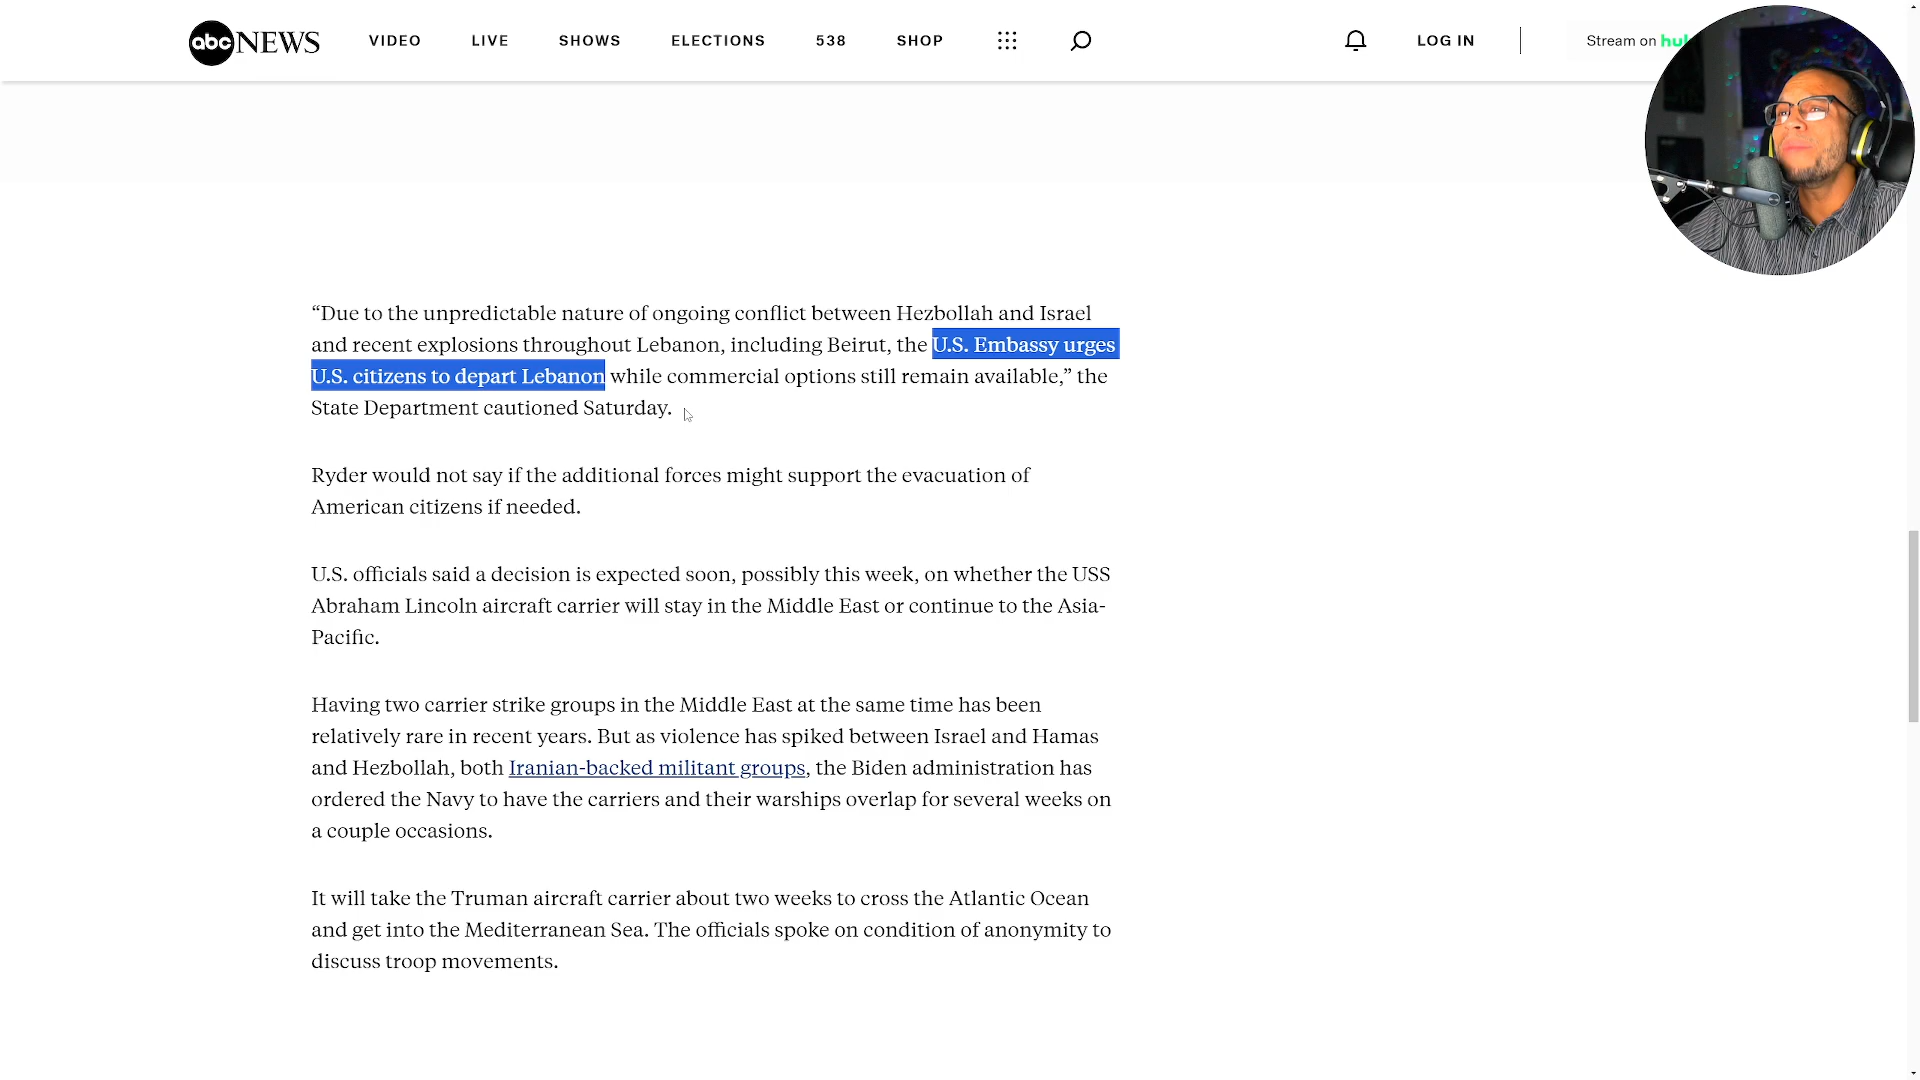 abc NEWS VIDEO LIVE SHOWS ELECTIONS 538 SHOP LOG IN Stream on hul
“Due to the unpredictable nature of ongoing conflict between Hezbollah and Israel
and recent explosions throughout Lebanon, including Beirut, the U.S. Embassy urges
U.S. citizens to depart Lebanon while commercial options still remain available,” the
State Department cautioned Saturday.
Ryder would not say if the additional forces might support the evacuation of
American citizens if needed.
U.S. officials said a decision is expected soon, possibly this week, on whether the USS
Abraham Lincoln aircraft carrier will stay in the Middle East or continue to the Asia-
Pacific.
Having two carrier strike groups in the Middle East at the same time has been
relatively rare in recent years. But as violence has spiked between Israel and Hamas
and Hezbollah, both Iranian-backed militant groups, the Biden administration has
ordered the Navy to have the carriers and their warships overlap for several weeks on
a couple occasions.
It will take the Truman aircraft carrier about two weeks to cross the Atlantic Ocean
and get into the Mediterranean Sea. The officials spoke on condition of anonymity to
discuss troop movements.